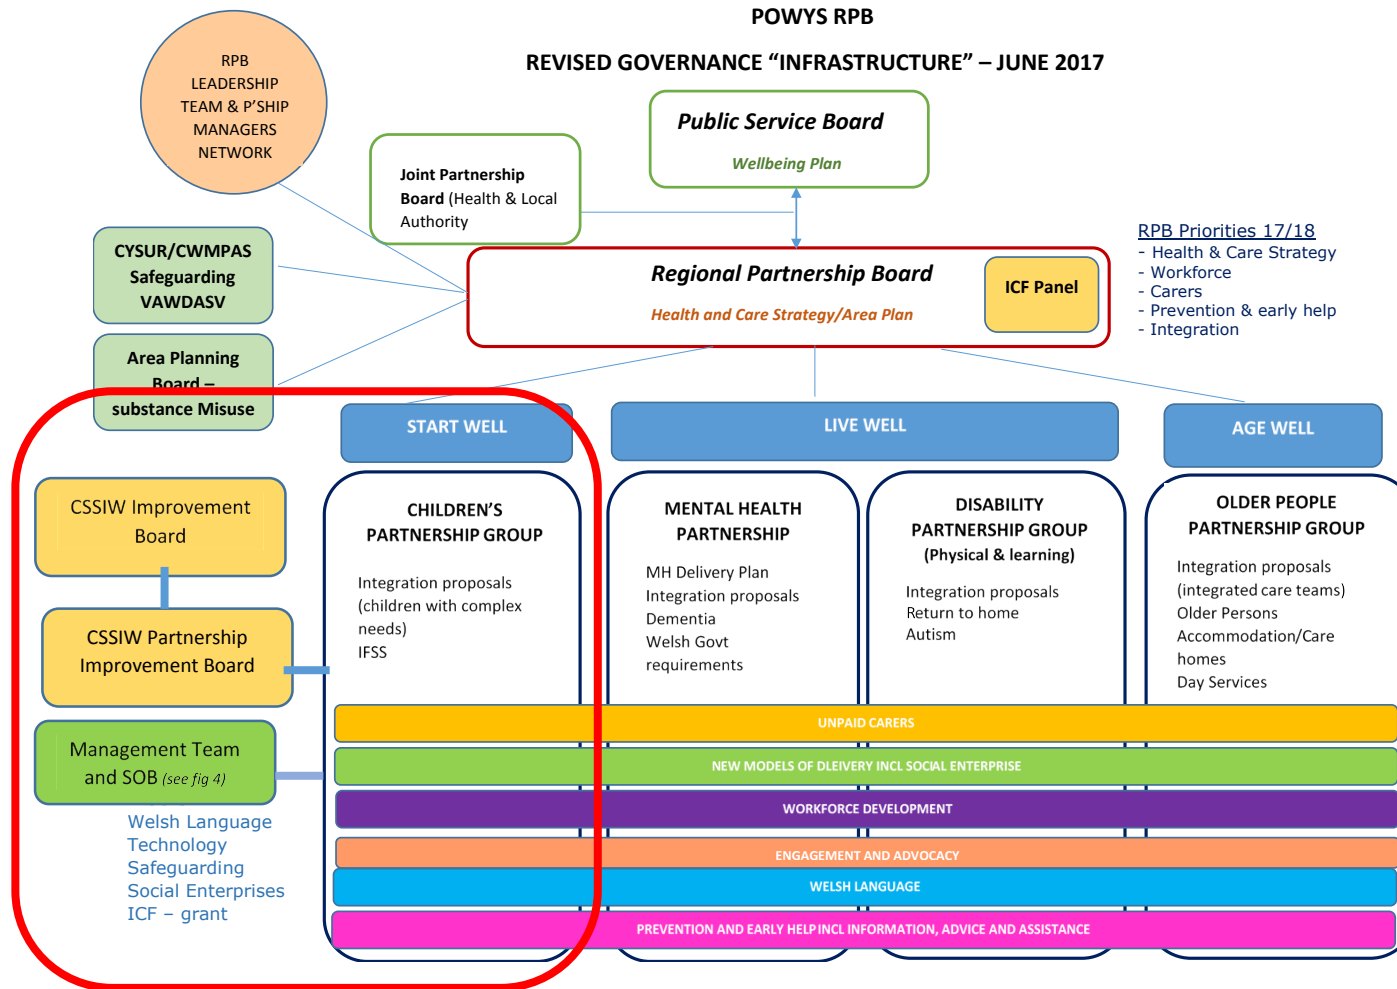 POWYS RPB
REVISED GOVERNANCE “INFRASTRUCTURE” – JUNE 2017
RPB
LEADERSHIP
TEAM & P’SHIP
MANAGERS
NETWORK
Public Service Board
Wellbeing Plan
Joint Partnership
Board (Health & Local
Authority
CYSUR/CWMPAS
Safeguarding
VAWDASV
Regional Partnership Board
Health and Care Strategy/Area Plan
ICF Panel
RPB Priorities 17/18
- Health & Care Strategy
- Workforce
- Carers
- Prevention & early help
- Integration
Area Planning
Board –
substance Misuse
START WELL
LIVE WELL
AGE WELL
CSSIW Improvement
Board
CSSIW Partnership
Improvement Board
Management Team
and SOB (see fig 4)
Welsh Language
Technology
Safeguarding
Social Enterprises
ICF – grant
CHILDREN’S
PARTNERSHIP GROUP
Integration proposals
(children with complex
needs)
IFSS
MENTAL HEALTH
PARTNERSHIP
MH Delivery Plan
Integration proposals
Dementia
Welsh Govt
requirements
DISABILITY
PARTNERSHIP GROUP
(Physical & learning)
Integration proposals
Return to home
Autism
OLDER PEOPLE
PARTNERSHIP GROUP
Integration proposals
(integrated care teams)
Older Persons
Accommodation/Care
homes
Day Services
UNPAID CARERS
NEW MODELS OF DLEIVERY INCL SOCIAL ENTERPRISE
WORKFORCE DEVELOPMENT
ENGAGEMENT AND ADVOCACY
WELSH LANGUAGE
PREVENTION AND EARLY HELP INCL INFORMATION, ADVICE AND ASSISTANCE